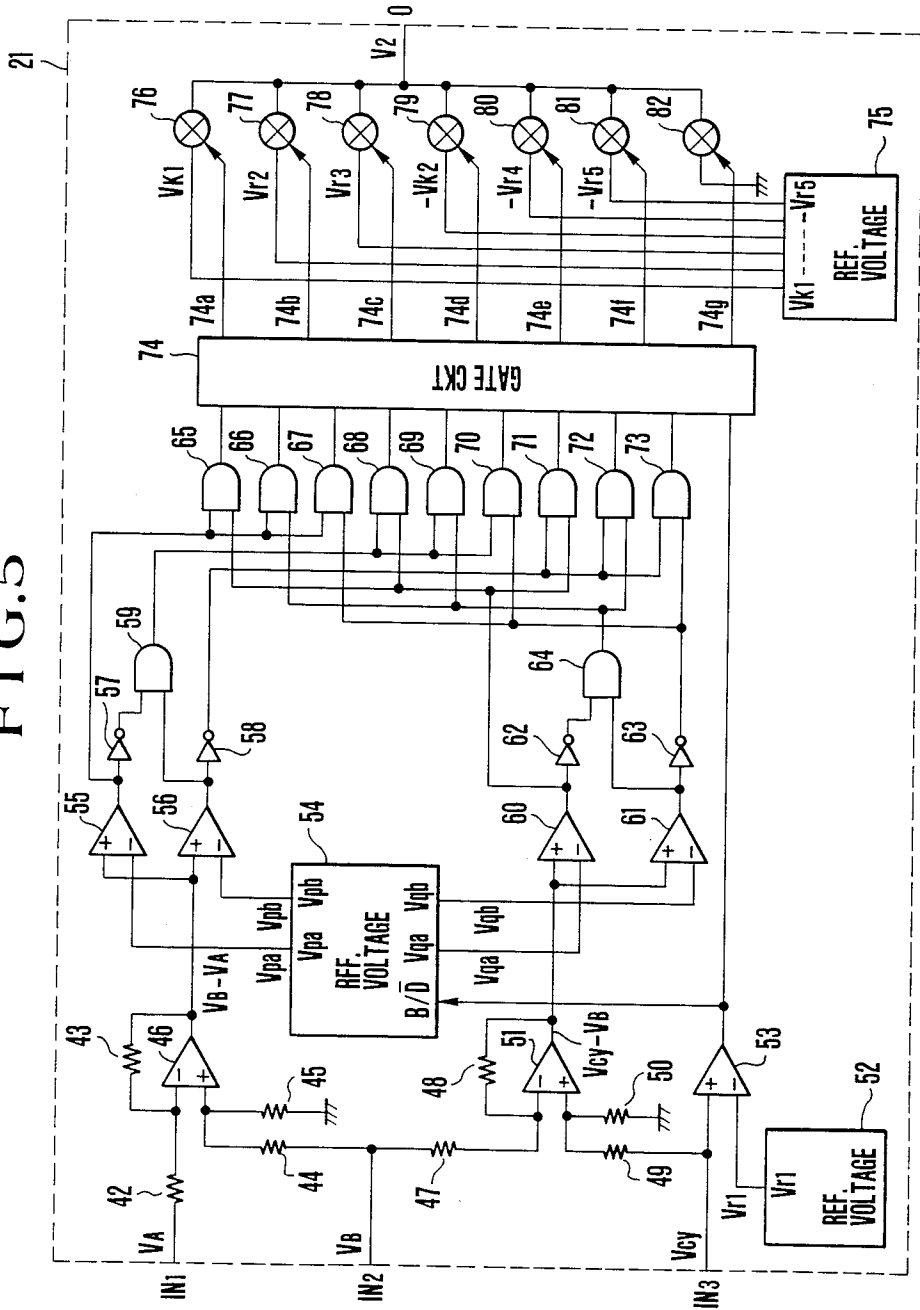 FIG.5
21
IN1
VA
42
43
46
VB-VA
44
45
IN2
VB
47
48
51
Vcy-VB
49
50
IN3
Vcy
53
Vr1
Vr1
REF.
VOLTAGE
52
54
Vpa
Vpb
Vpa
Vpb
RFF.
VOLTAGE
B/D̅
Vqa
Vqb
Vqa
Vqb
55
56
57
58
59
60
61
62
63
64
65
66
67
68
69
70
71
72
73
74
GATE CKT
74a
74b
74c
74d
74e
74f
74g
Vk1
Vr2
Vr3
-Vk2
-Vr4
-Vr5
76
77
78
79
80
81
82
V2
O
Vk1 ----- -Vr5
REF.
VOLTAGE
75